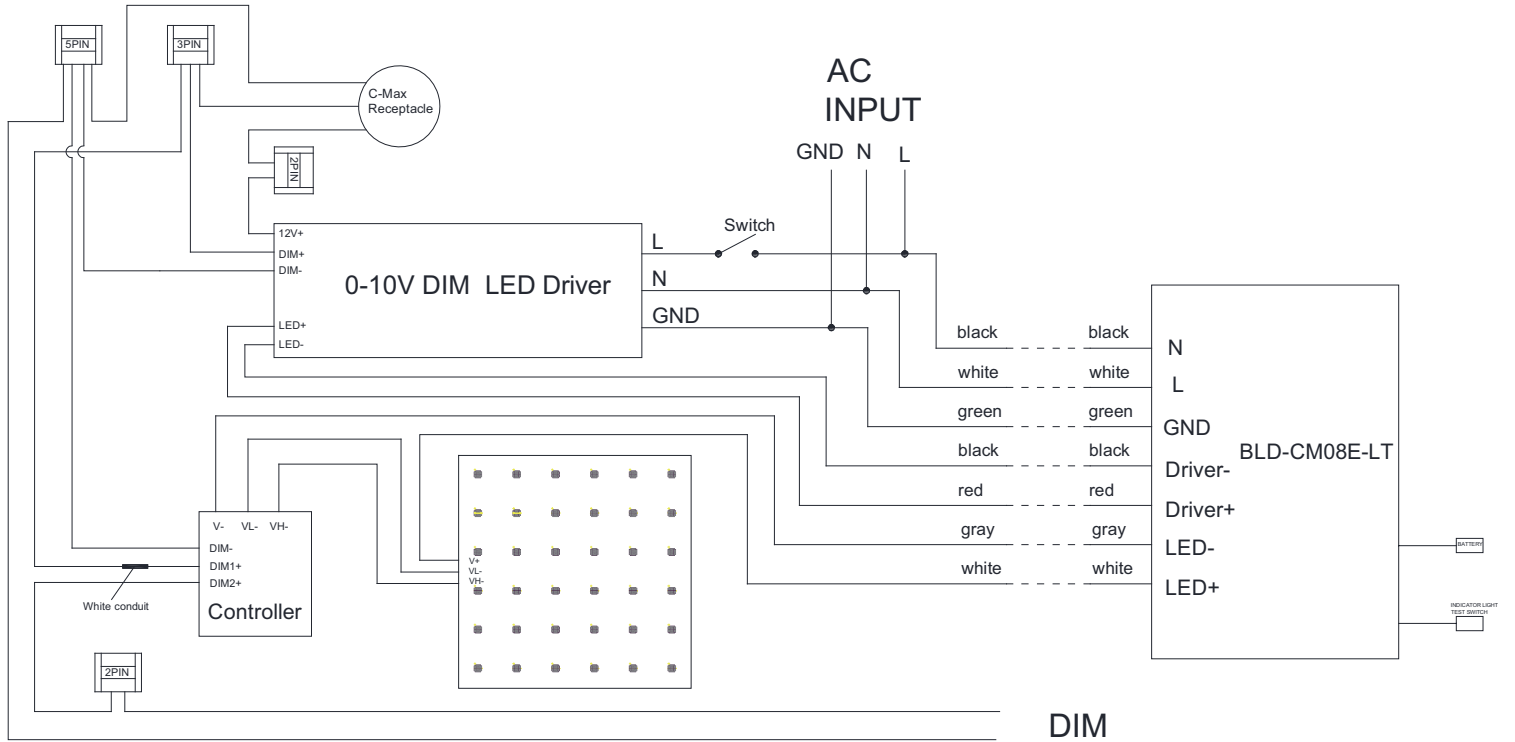 5PIN
3PIN
C-Max
Receptacle
AC
INPUT
GND N L
2PIN
Switch
12V+
DIM+
DIM-
0-10V DIM LED Driver
L
N
GND
LED+
LED-
black black
N
white white
L
green green
GND
black black
BLD-CM08E-LT
Driver-
red red
Driver+
V- VL- VH-
gray gray
LED-
BATTERY
DIM-
DIM1+
DIM2+
V+
VL-
VH-
white white
LED+
White conduit
Controller
INDICATOR LIGHT
TEST SWITCH
2PIN
DIM